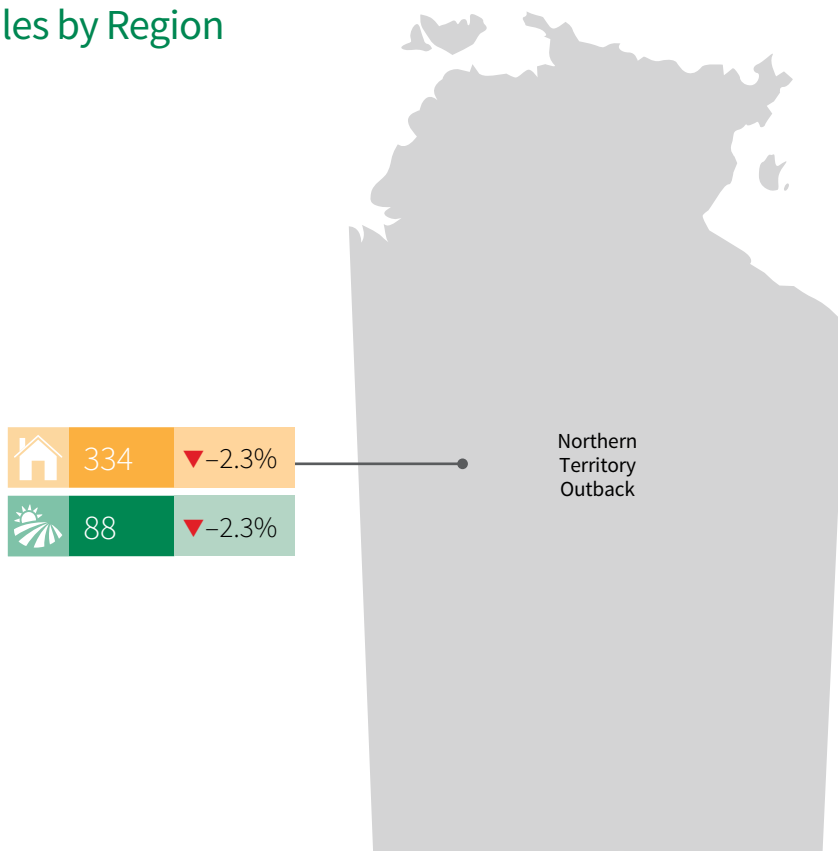 les by Region
334 ▼–2.3%
88 ▼–2.3%
Northern
Territory
Outback